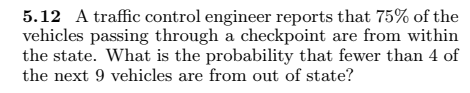 5.12 A traffic control engineer reports that 75% of the
vehicles passing through a checkpoint are from within
the state. What is the probability that fewer than 4 of
the next 9 vehicles are from out of state?